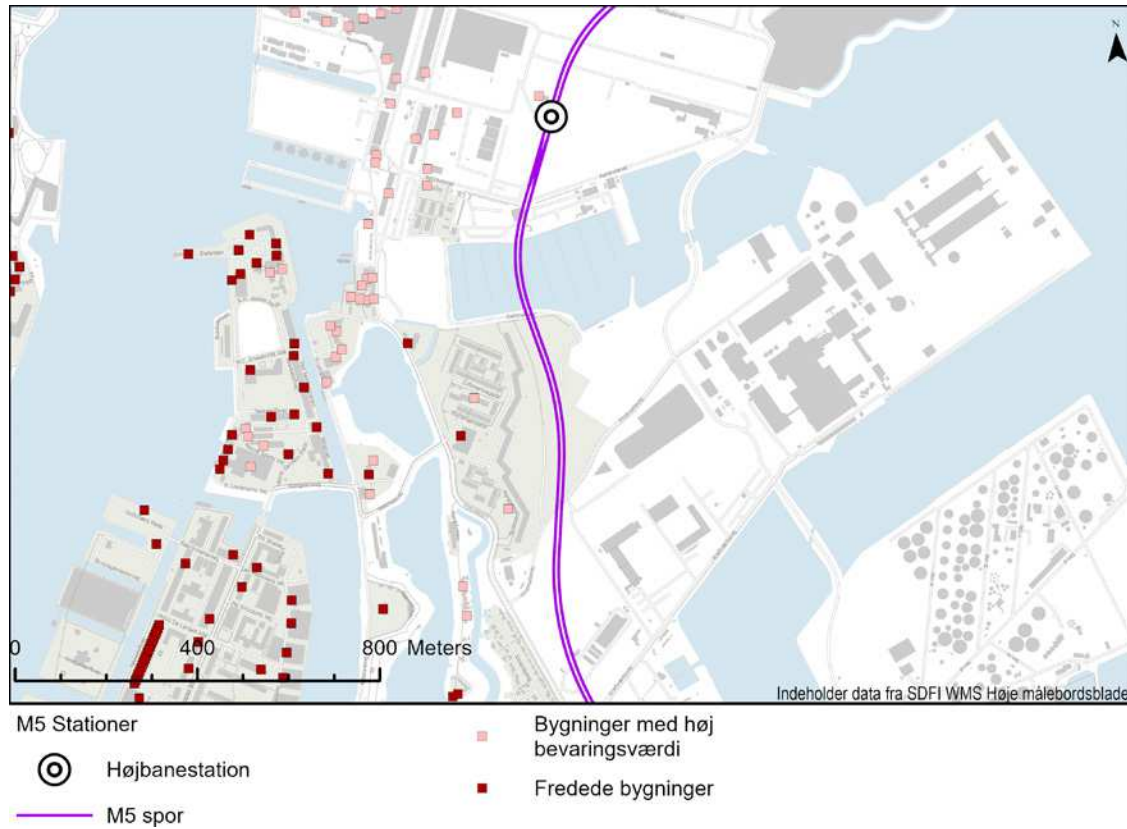 N
0
400
800 Meters
Indeholder data fra SDFI WMS Høje målebordsblade
M5 Stationer
Højbanestation
M5 spor
Bygninger med høj
bevaringsværdi
Fredede bygninger